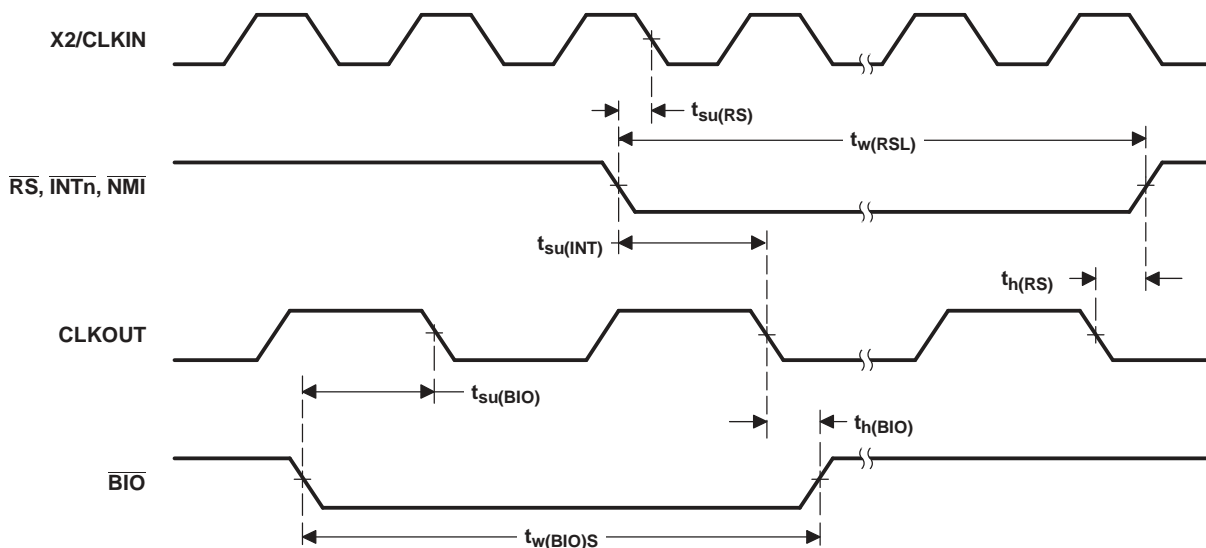 X2/CLKIN
tsu(RS)
tw(RSL)
RS, INTn, NMI
tsu(INT)
th(RS)
CLKOUT
tsu(BIO)
th(BIO)
BIO
tw(BIO)S